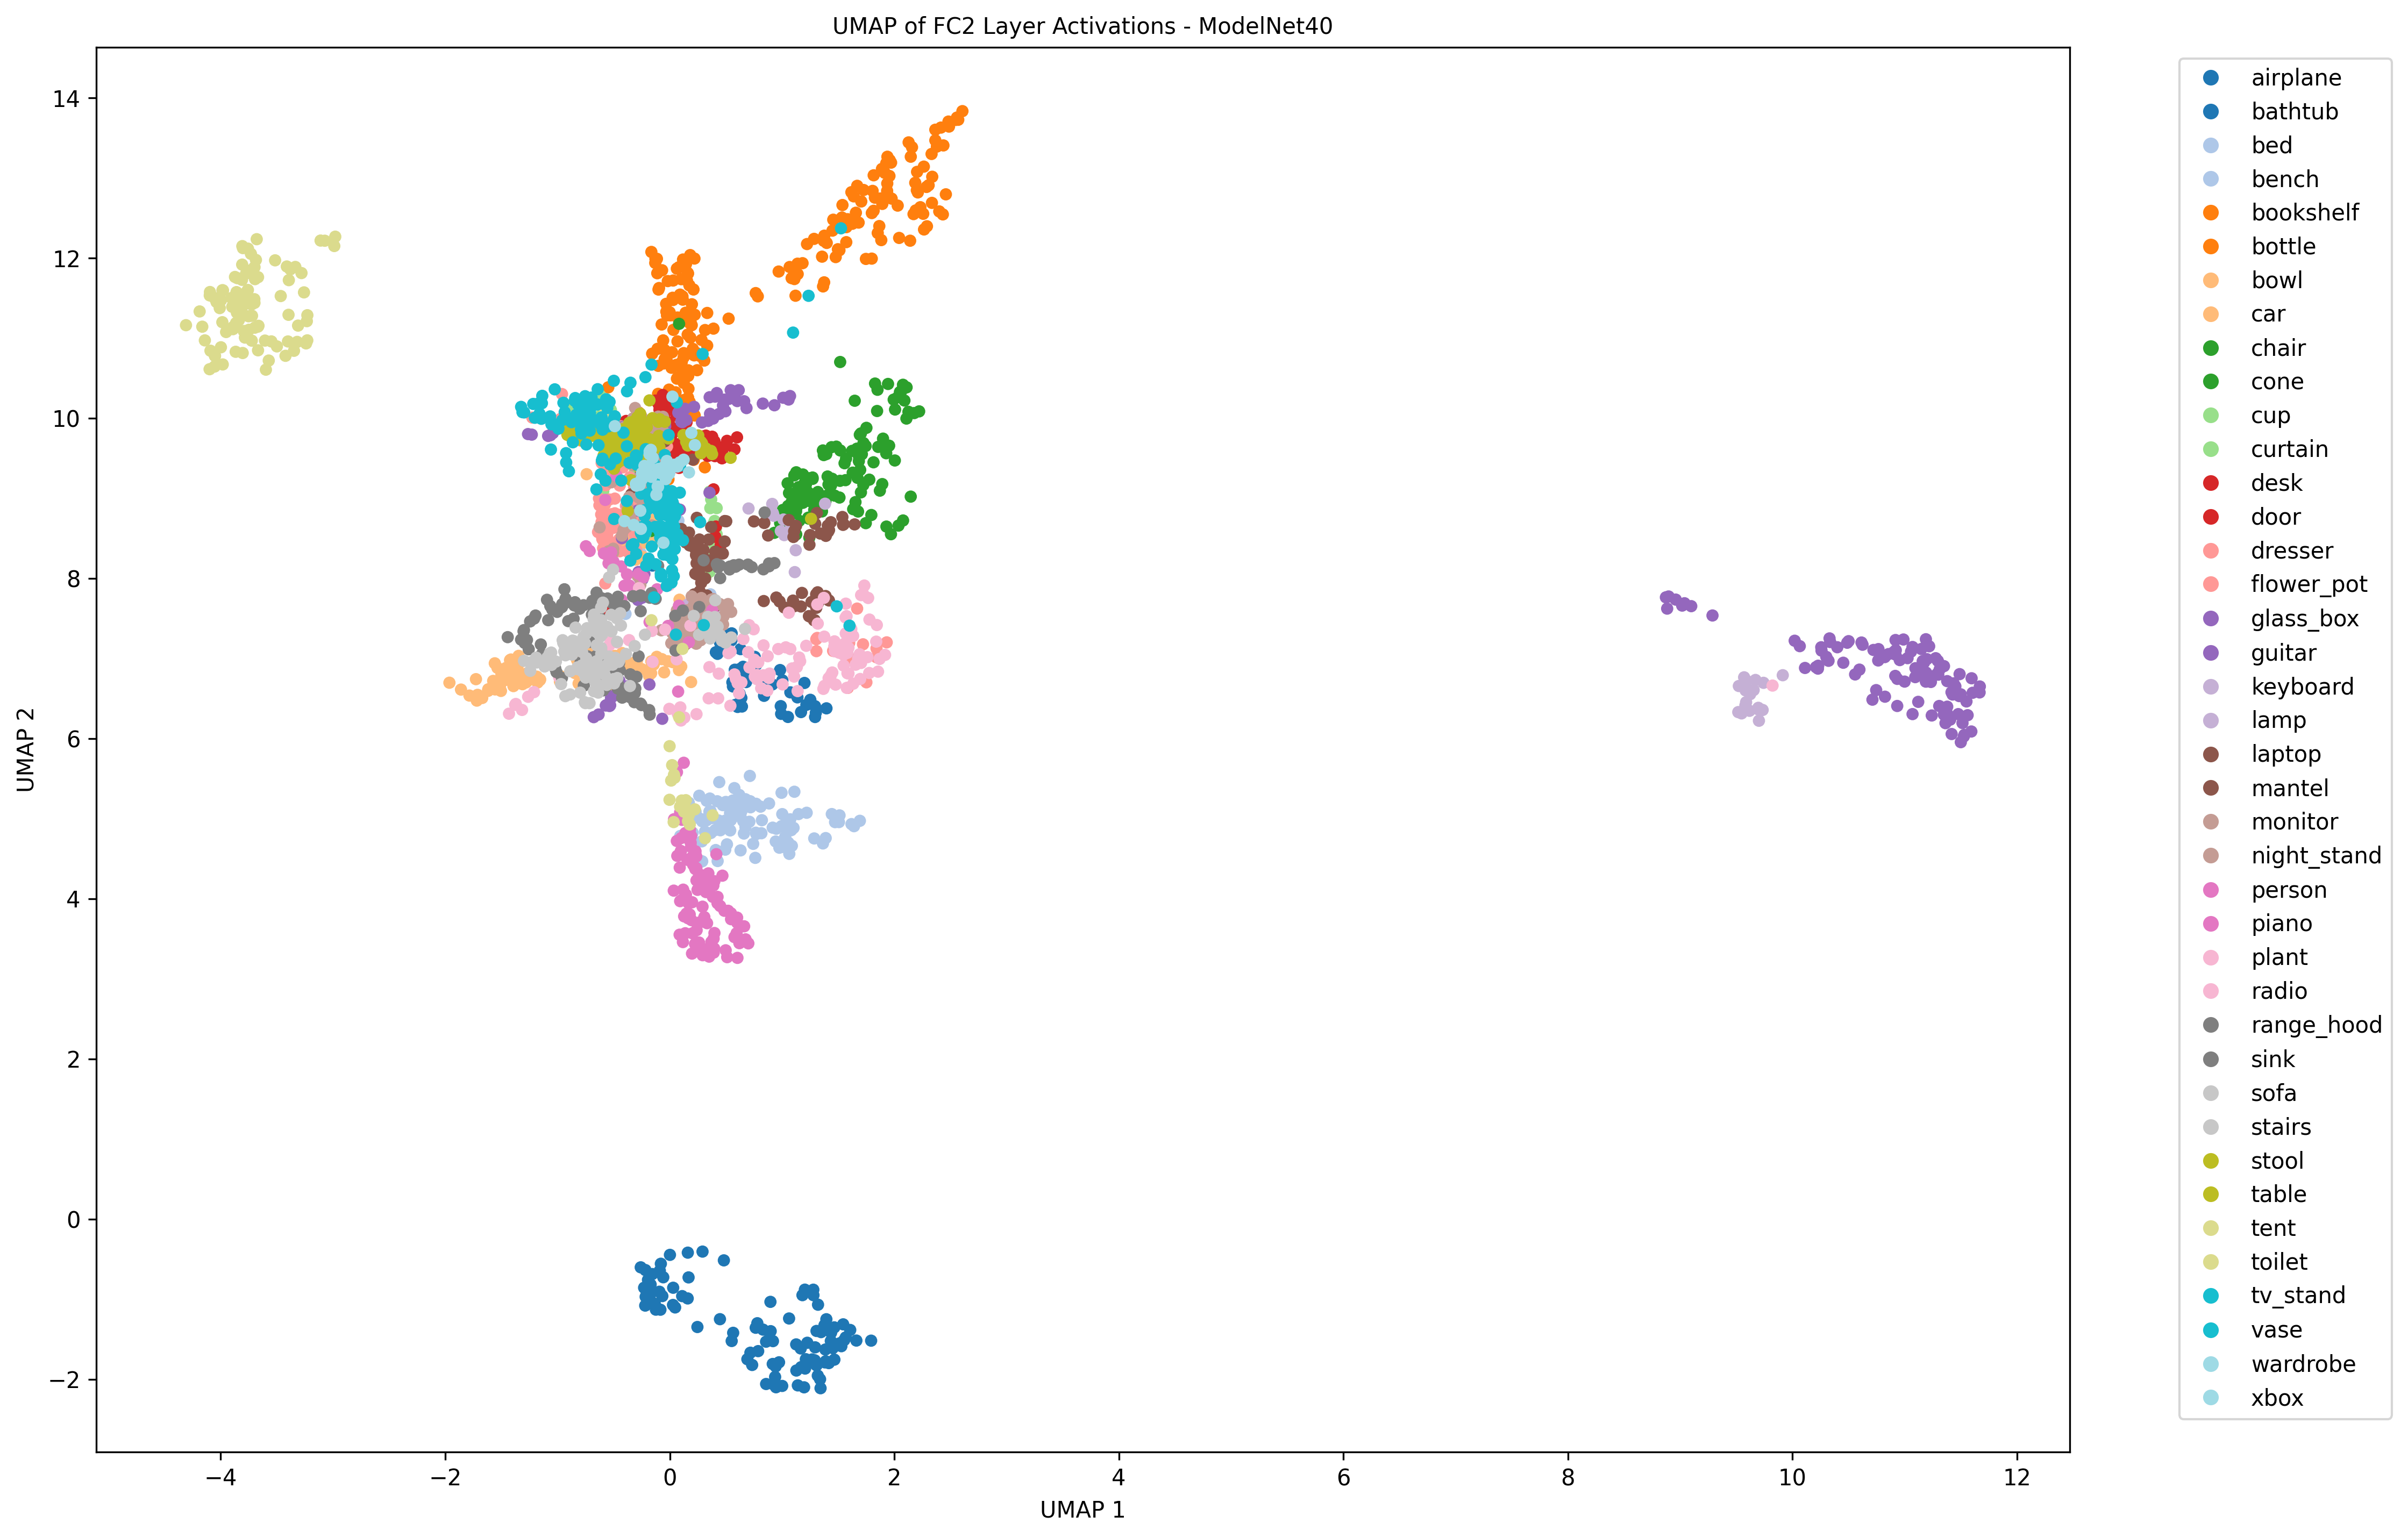 UMAP of FC2 Layer Activations - ModelNet40
14
12
10
8
6
4
2
0
−2
UMAP 2
−4
−2
0
2
4
6
8
10
12
UMAP 1
airplane
bathtub
bed
bench
bookshelf
bottle
bowl
car
chair
cone
cup
curtain
desk
door
dresser
flower_pot
glass_box
guitar
keyboard
lamp
laptop
mantel
monitor
night_stand
person
piano
plant
radio
range_hood
sink
sofa
stairs
stool
table
tent
toilet
tv_stand
vase
wardrobe
xbox